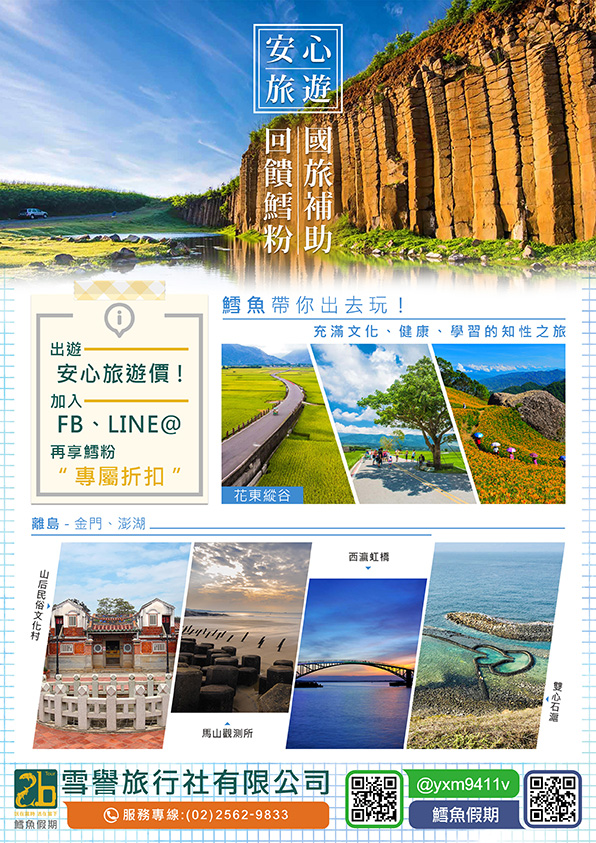 安心
旅遊
國旅補助
回饋鱈粉
鱈魚帶你出去玩！
充滿文化、健康、學習的知性之旅
出遊
安心旅遊價！
加入
FB、LINE@
再享鱈粉
“專屬折扣”
花東縱谷
離島 - 金門、澎湖
山后民俗文化村
馬山觀測所
西瀛虹橋
雙心石滬
Tour
鱈魚假期
雪譽旅行社有限公司
服務專線:(02)2562-9833
@yxm9411v
鱈魚假期